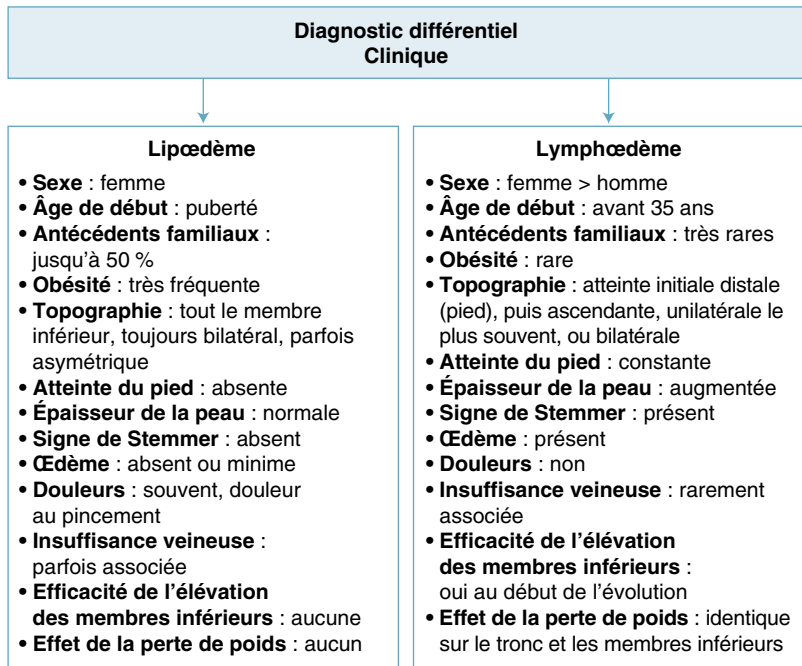 Diagnostic différentiel
Clinique
Lipœdème
• Sexe : femme
• Âge de début : puberté
• Antécédents familiaux :
jusqu'à 50 %
• Obésité : très fréquente
• Topographie : tout le membre
inférieur, toujours bilatéral, parfois
asymétrique
• Atteinte du pied : absente
• Épaisseur de la peau : normale
• Signe de Stemmer : absent
• Œdème : absent ou minime
• Douleurs : souvent, douleur
au pincement
• Insuffisance veineuse :
parfois associée
• Efficacité de l'élévation
des membres inférieurs : aucune
• Effet de la perte de poids : aucun
Lymphœdème
• Sexe : femme > homme
• Âge de début : avant 35 ans
• Antécédents familiaux : très rares
• Obésité : rare
• Topographie : atteinte initiale distale
(pied), puis ascendante, unilatérale le
plus souvent, ou bilatérale
• Atteinte du pied : constante
• Épaisseur de la peau : augmentée
• Signe de Stemmer : présent
• Œdème : présent
• Douleurs : non
• Insuffisance veineuse : rarement
associée
• Efficacité de l'élévation
des membres inférieurs :
oui au début de l'évolution
• Effet de la perte de poids : identique
sur le tronc et les membres inférieurs